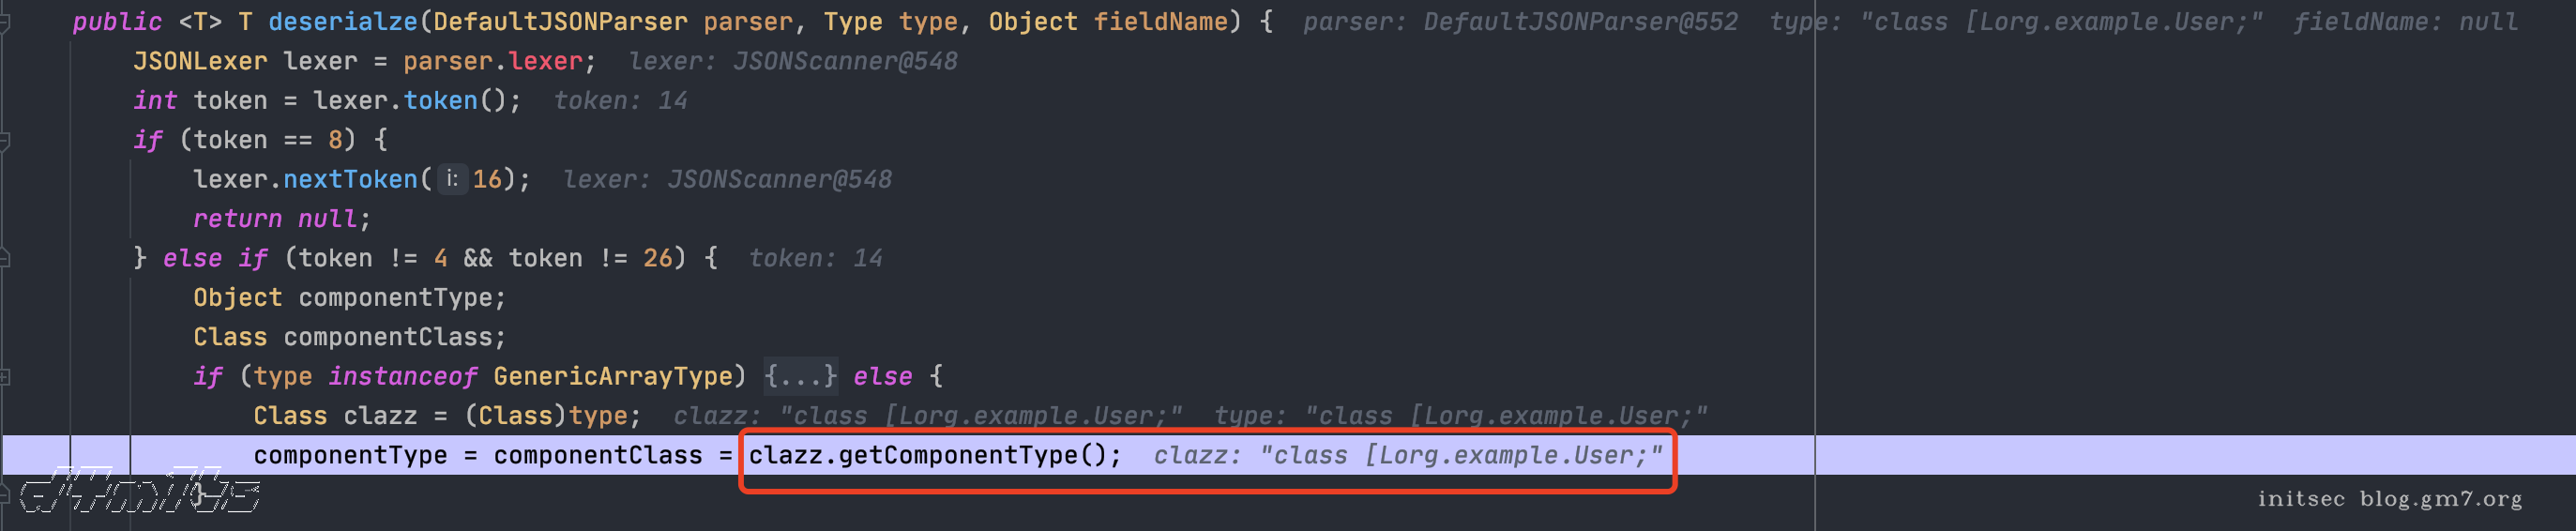 public <T> T deserialze(DefaultJSONParser parser, Type type, Object fieldName) {  parser: DefaultJSONParser@552  type: "class [Lorg.example.User;"  fieldName: null
JSONLexer lexer = parser.lexer;  lexer: JSONScanner@548
int token = lexer.token();  token: 14
if (token == 8) {
lexer.nextToken( i: 16);  lexer: JSONScanner@548
return null;
} else if (token != 4 && token != 26) {  token: 14
Object componentType;
Class componentClass;
if (type instanceof GenericArrayType) {...} else {
Class clazz = (Class)type;  clazz: "class [Lorg.example.User;"  type: "class [Lorg.example.User;"
componentType = componentClass = clazz.getComponentType();  clazz: "class [Lorg.example.User;"
}
initsec blog.gm7.org